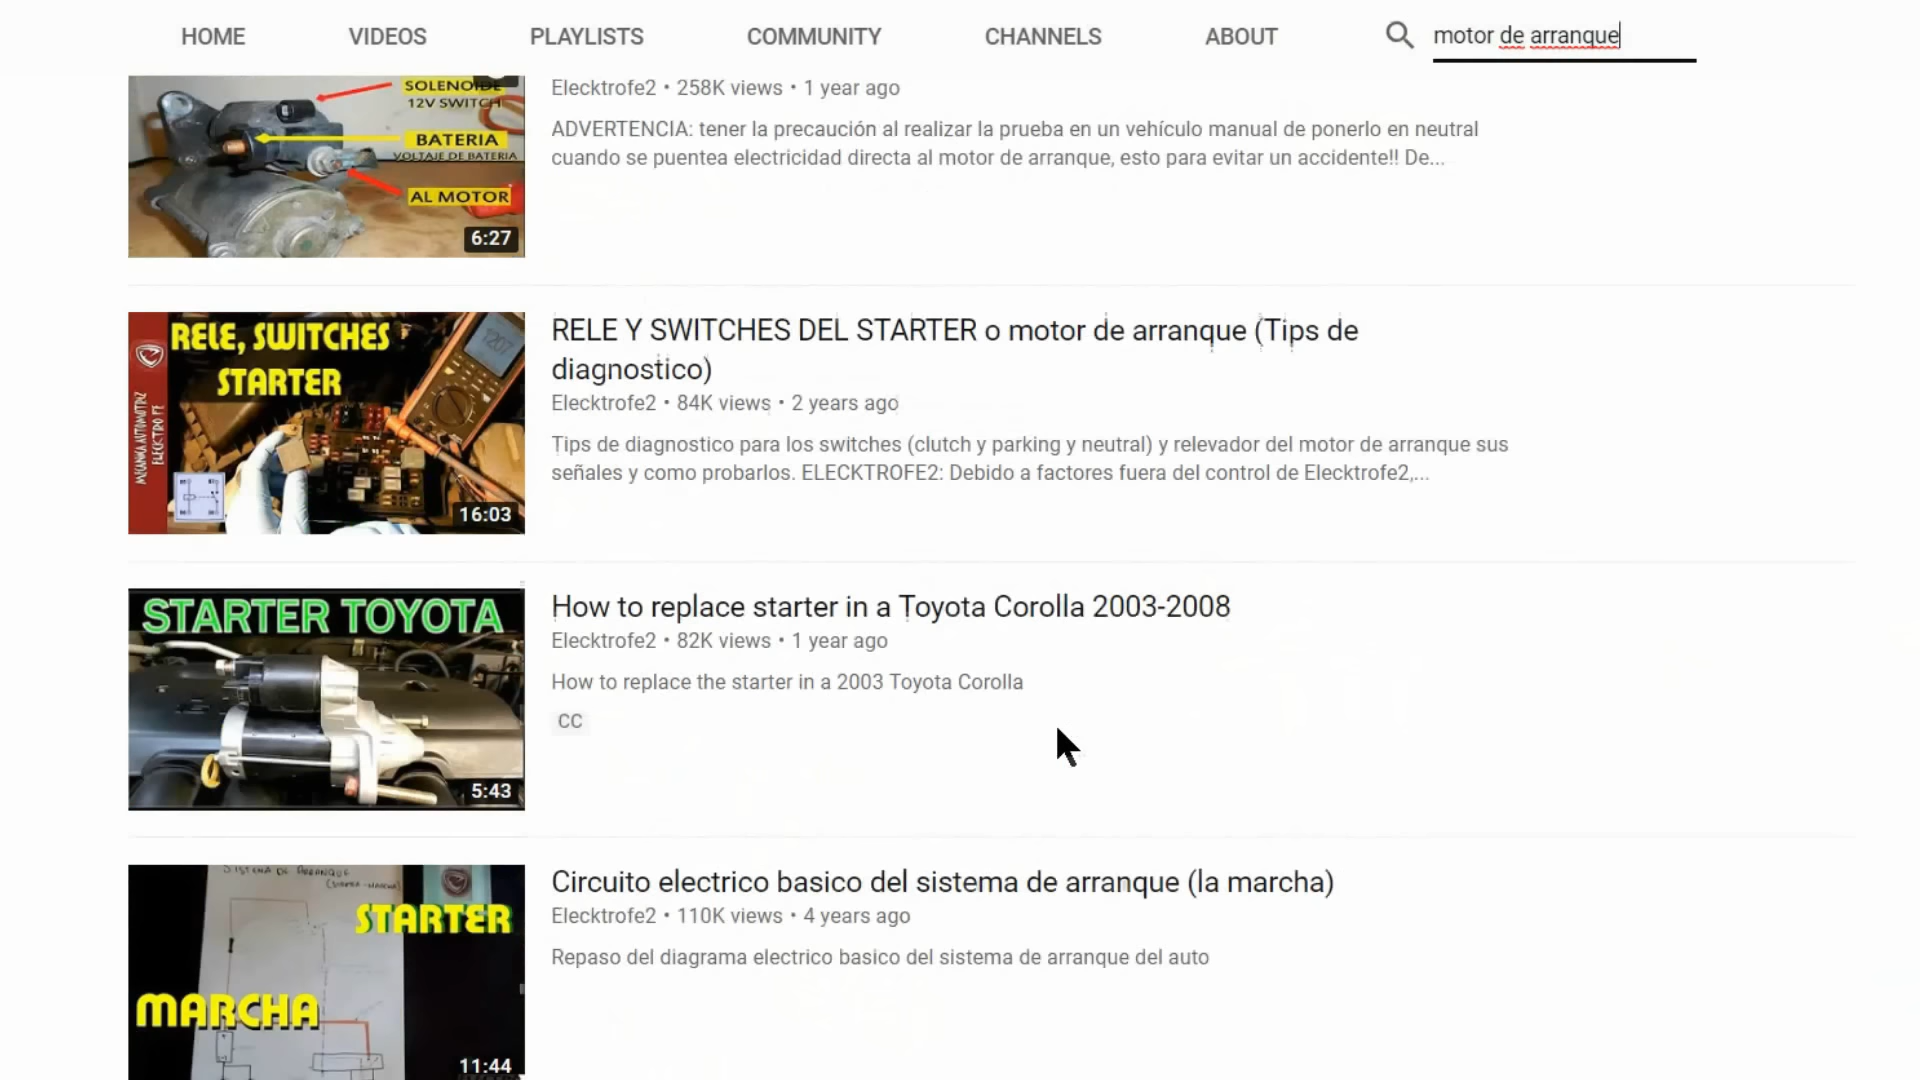 HOME VIDEOS PLAYLISTS COMMUNITY CHANNELS ABOUT motor de arranque
SOLENOIDE
12V SWITCH
BATERIA
VOLTAJE DE BATERIA
AL MOTOR
6:27
Elecktrofe2 • 258K views • 1 year ago
ADVERTENCIA: tener la precaución al realizar la prueba en un vehículo manual de ponerlo en neutral
cuando se puentea electricidad directa al motor de arranque, esto para evitar un accidente!! De...
RELE, SWITCHES
STARTER
MECANICA AUTOMOTRIZ
ELECTRO FE
1207
16:03
RELE Y SWITCHES DEL STARTER o motor de arranque (Tips de
diagnostico)
Elecktrofe2 • 84K views • 2 years ago
Tips de diagnostico para los switches (clutch y parking y neutral) y relevador del motor de arranque sus
señales y como probarlos. ELECKTROFE2: Debido a factores fuera del control de Elecktrofe2,...
STARTER TOYOTA
5:43
How to replace starter in a Toyota Corolla 2003-2008
Elecktrofe2 • 82K views • 1 year ago
How to replace the starter in a 2003 Toyota Corolla
CC
SISTEMA DE ARRANQUE
STARTER
MARCHA
11:44
Circuito electrico basico del sistema de arranque (la marcha)
Elecktrofe2 • 110K views • 4 years ago
Repaso del diagrama electrico basico del sistema de arranque del auto